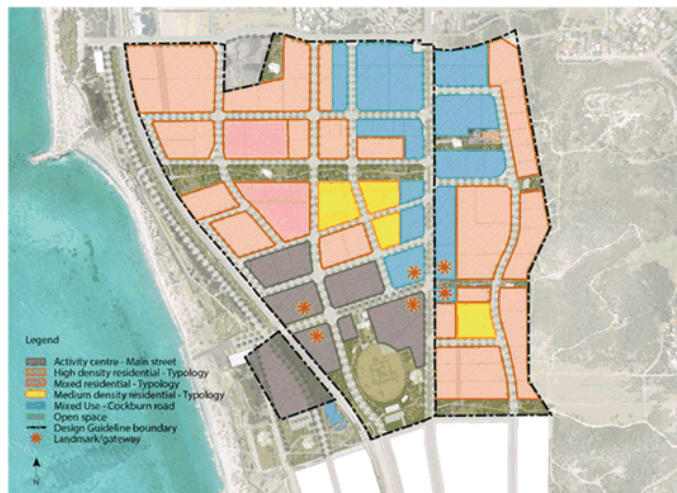 Legend
Activity centre - Main street
High density residential - Typology
Mixed residential - Typology
Medium density residential - Typology
Mixed Use - Cockburn road
Open space
Design Guideline boundary
Landmark/gateway
N